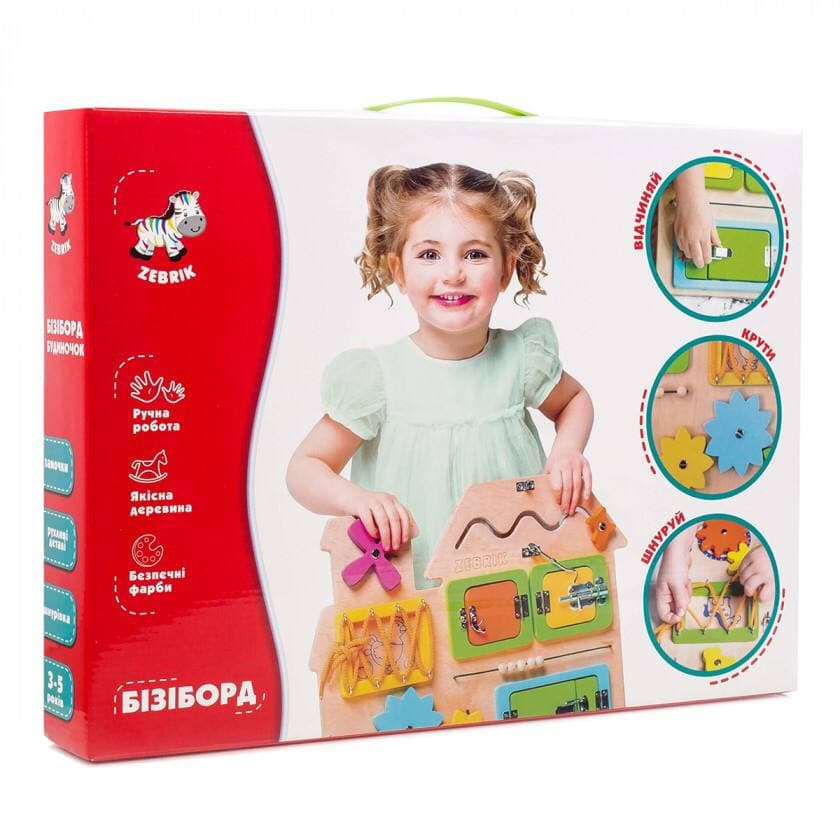 ZEBRIK
БІЗІБОРД
БУДИНОЧОК
замочки
рухливі
деталі
шнурівка
3-5
років
ZEBRIK
Ручна
робота
Якісна
деревина
Безпечні
фарби
БІЗІБОРД
ZEBRIK
ВІДЧИНЯЙ
КРУТИ
ШНУРУЙ